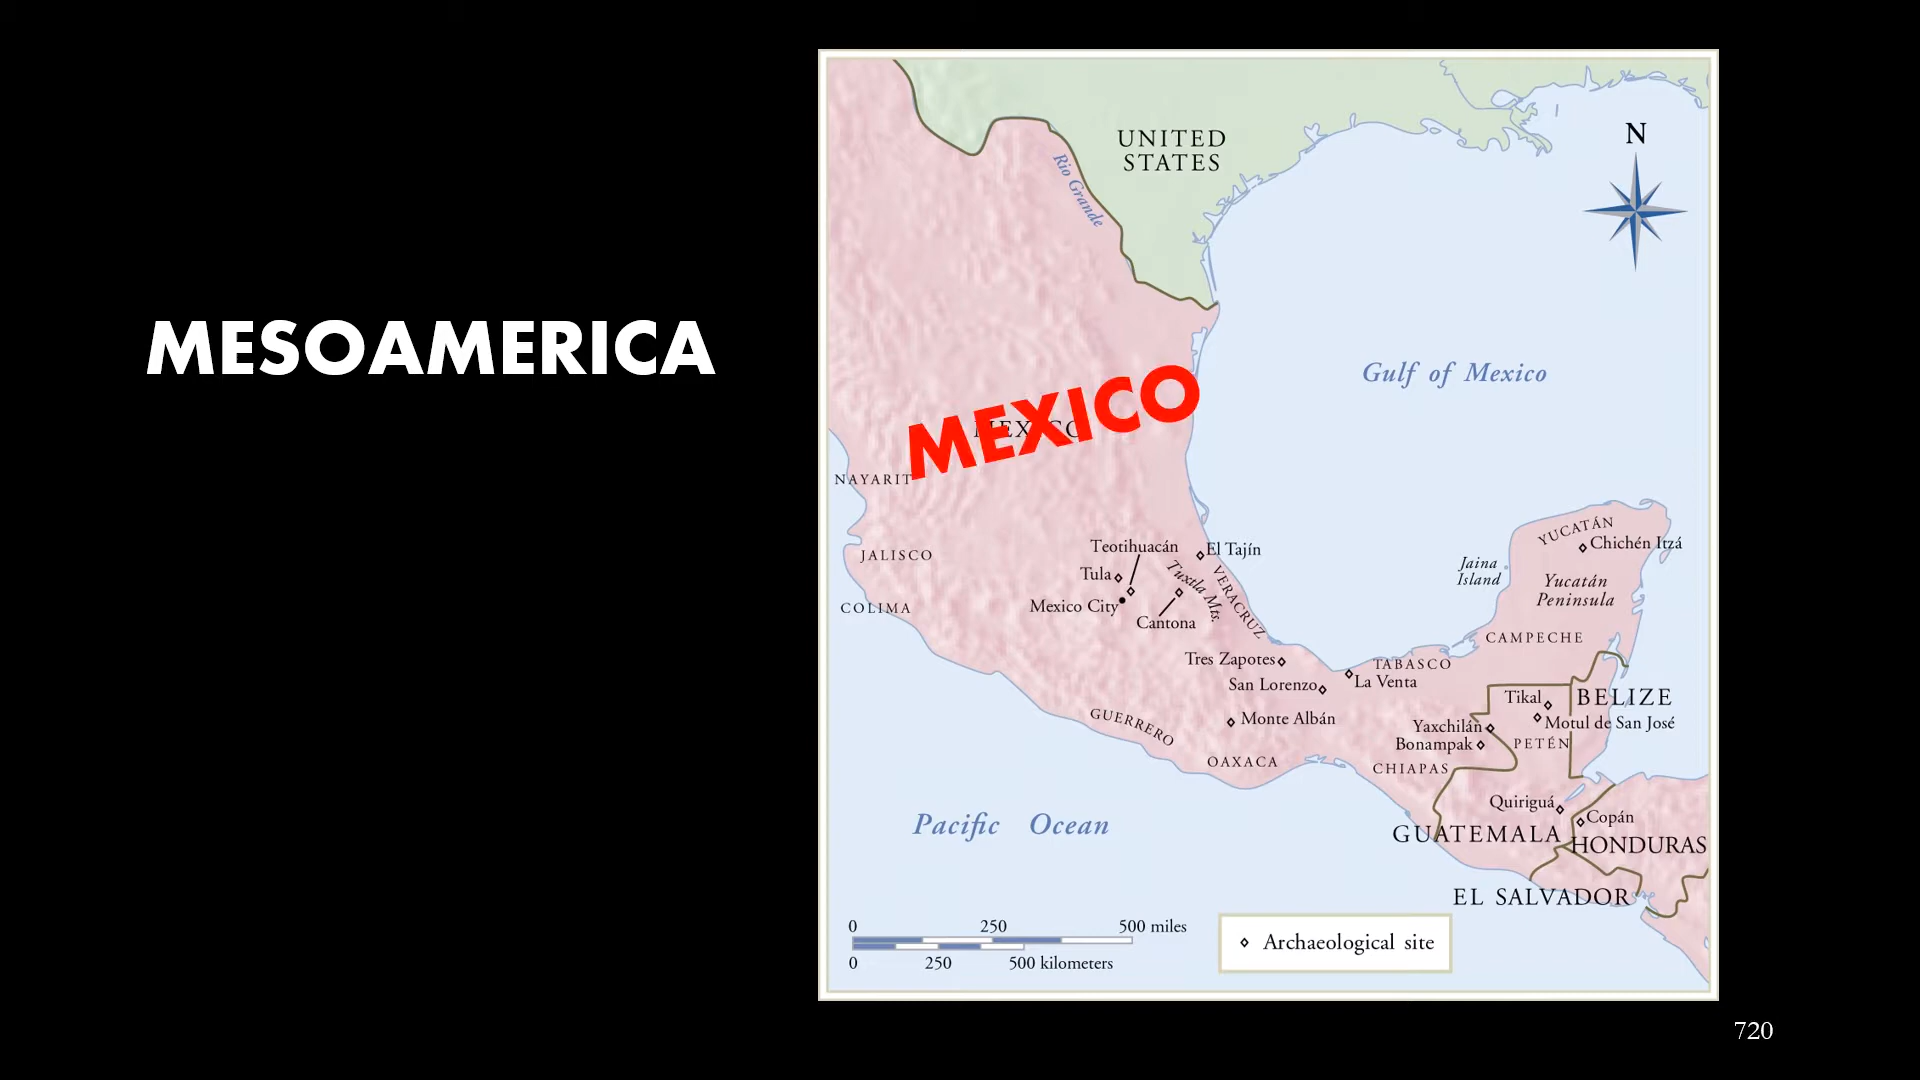 MESOAMERICA
UNITED
STATES
N
Rio Grande
Gulf of Mexico
MEXICO
MEXICO
NAYARIT
JALISCO
COLIMA
Teotihuacán
El Tajín
Tula
Tuxtla Mts.
VERACRUZ
Mexico City
Cantona
YUCATÁN
Chichén Itzá
Jaina
Island
Yucatán
Peninsula
CAMPECHE
Tres Zapotes
TABASCO
San Lorenzo
La Venta
Monte Albán
GUERRERO
OAXACA
Tikal
BELIZE
Yaxchilán
Motul de San José
Bonampak
PETÉN
CHIAPAS
Quiriguá
Copán
GUATEMALA
HONDURAS
EL SALVADOR
Pacific Ocean
0 250 500 miles
0 250 500 kilometers
Archaeological site
720